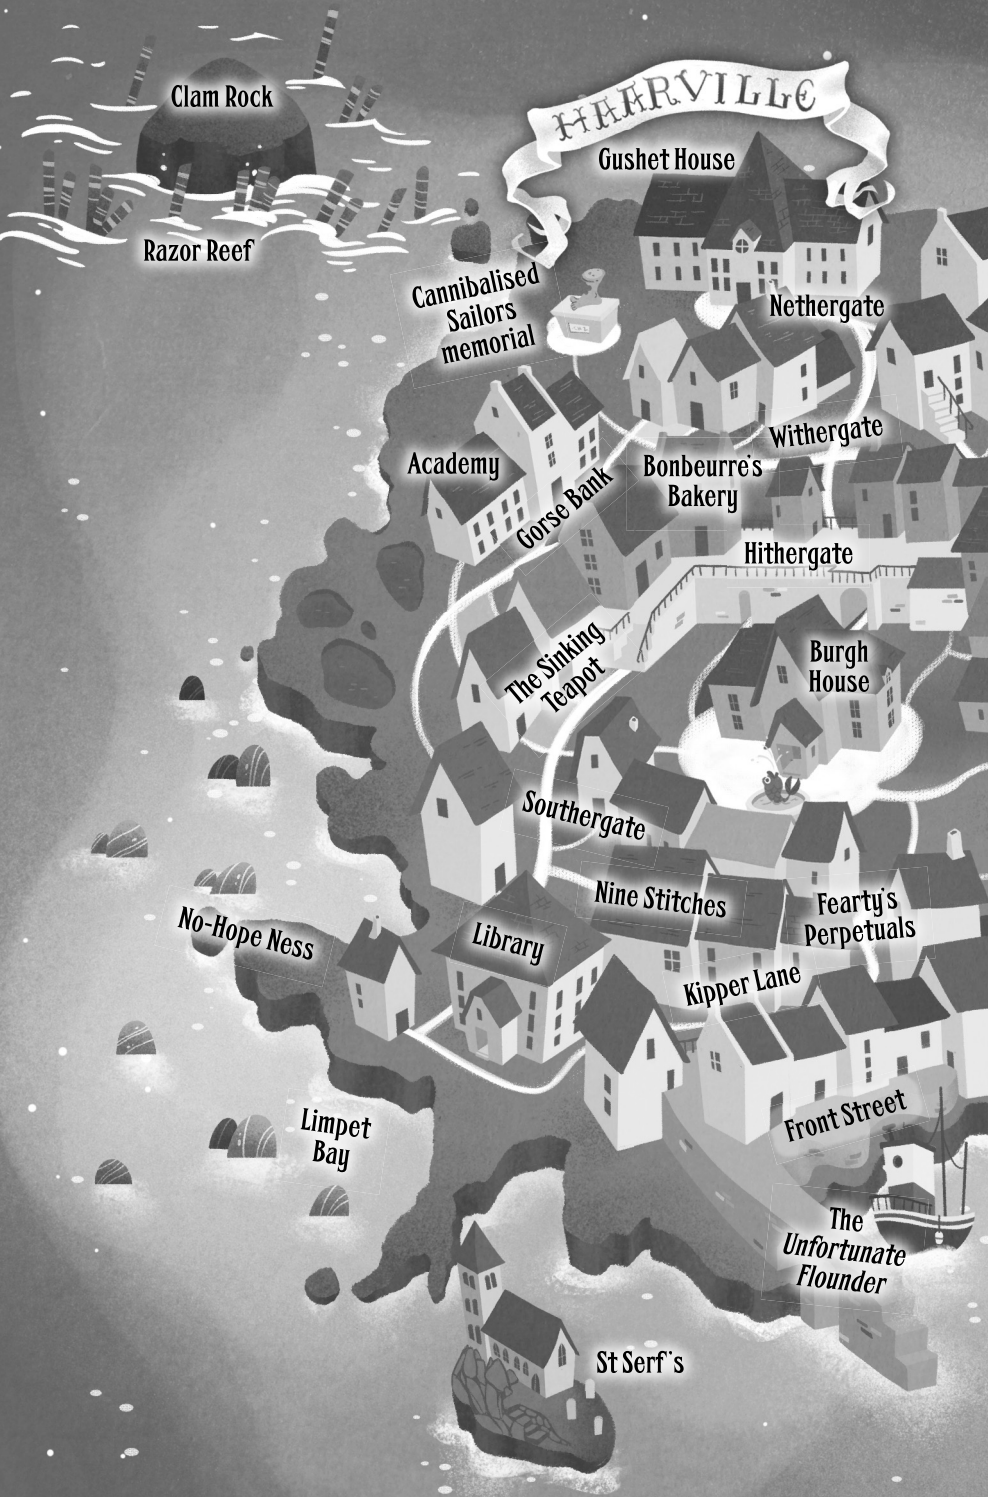 HAARVILLE
Clam Rock
Gushet House
Razor Reef
Cannibalised
Sailors
memorial
Nethergate
Withergate
Academy
Bonbeurre's
Bakery
Gorse Bank
Hithergate
The Sinking
Teapot
Burgh
House
Southergate
Nine Stitches
Fearty's
Perpetuals
No-Hope Ness
Library
Kipper Lane
Limpet
Bay
Front Street
The
Unfortunate
Flounder
St Serf's